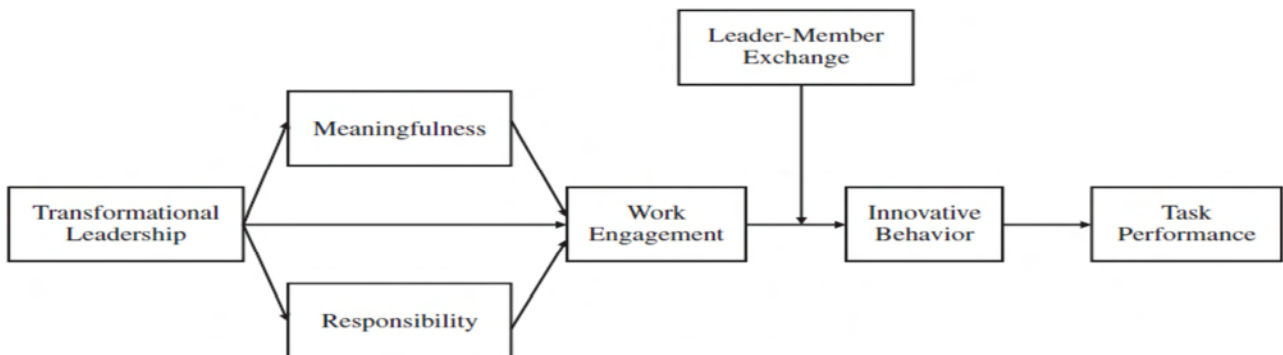 Leader-Member
Exchange
Meaningfulness
Transformational
Leadership
Work
Engagement
Innovative
Behavior
Task
Performance
Responsibility